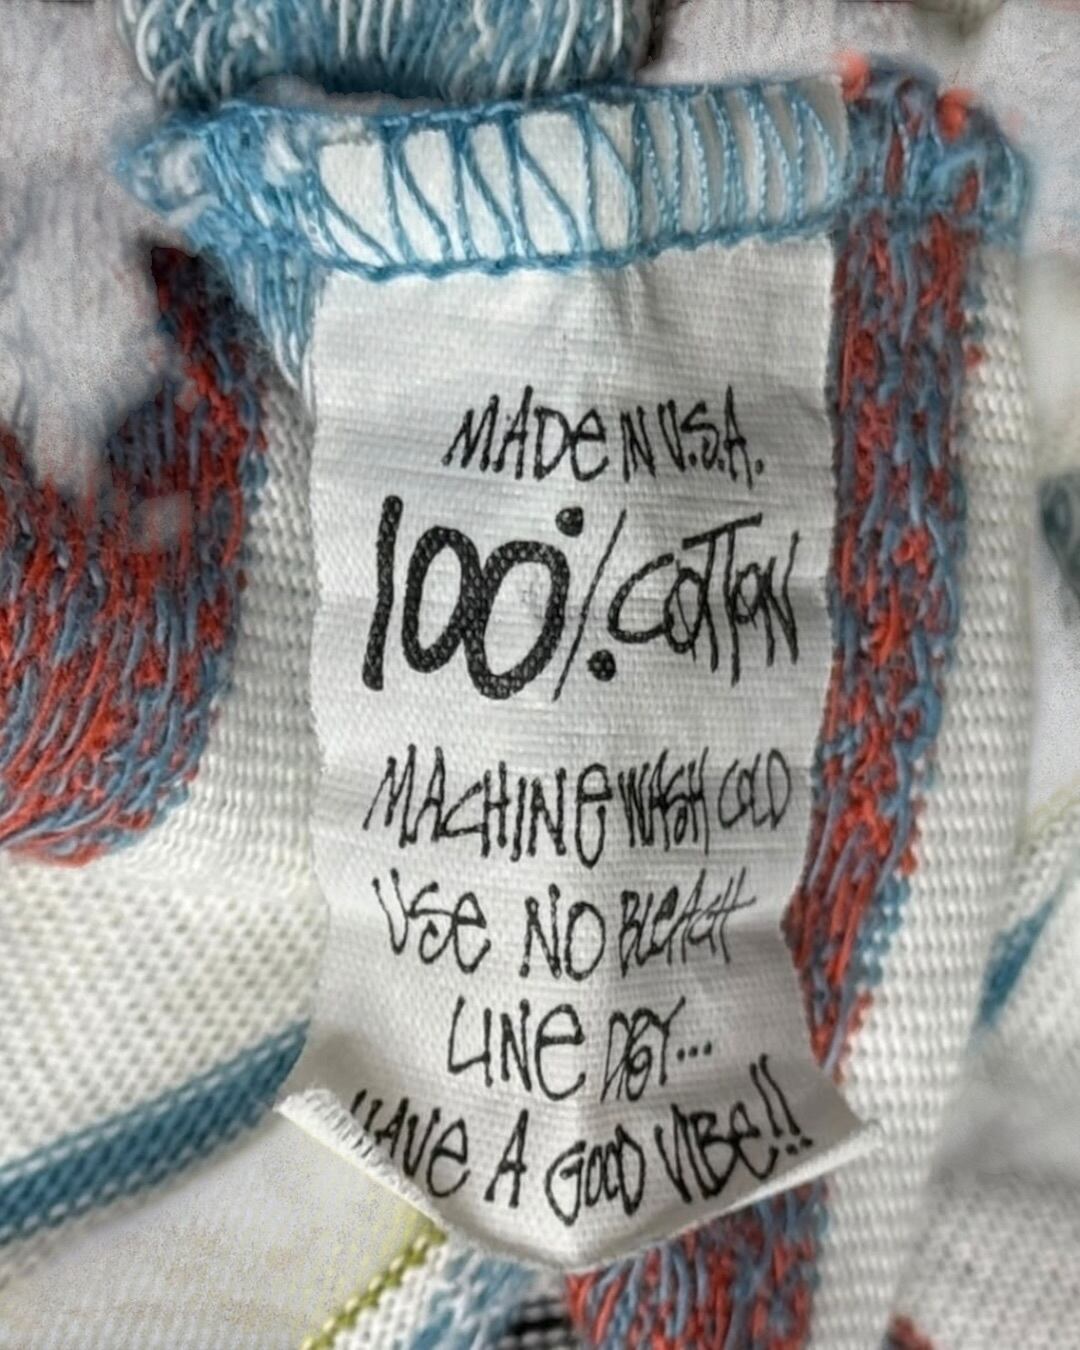 MADE IN U.S.A.
100% COTTON
MACHINE WASH COLD
USE NO BLEACH
LINE DRY...
HAVE A GOOD VIBE!!